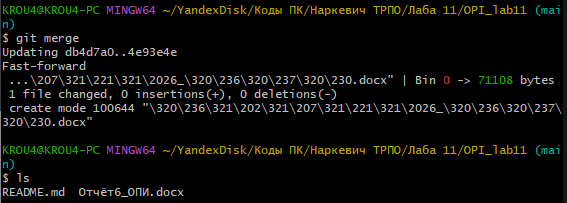 KROU4@KROU4-PC MINGW64 ~/YandexDisk/Коды ПК/Наркевич ТРПО/Лаба 11/OPI_lab11 (mai
n)
$ git merge
Updating db4d7a0..4e93e4e
Fast-forward
 ...\207\321\221\321\2026_\320\236\320\237\320\230.docx" | Bin 0 -> 71108 bytes
 1 file changed, 0 insertions(+), 0 deletions(-)
 create mode 100644 "\320\236\321\202\321\207\321\221\321\2026_\320\236\320\237\
320\230.docx"
KROU4@KROU4-PC MINGW64 ~/YandexDisk/Коды ПК/Наркевич ТРПО/Лаба 11/OPI_lab11 (mai
n)
$ ls
README.md  Отчёт6_ОПИ.docx